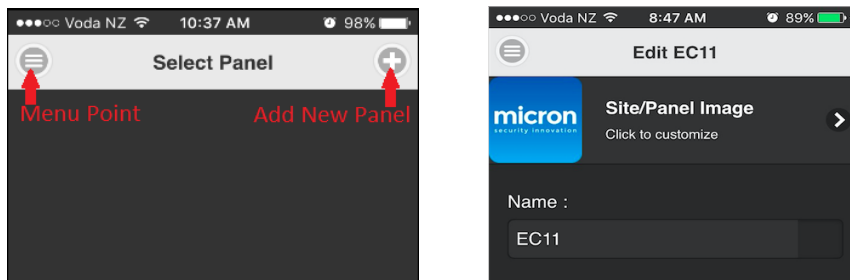 ●●●○○ Voda NZ 10:37 AM 98%
Select Panel
Menu Point Add New Panel
●●●○○ Voda NZ 8:47 AM 89%
Edit EC11
micron
security innovation
Site/Panel Image
Click to customize
Name :
EC11